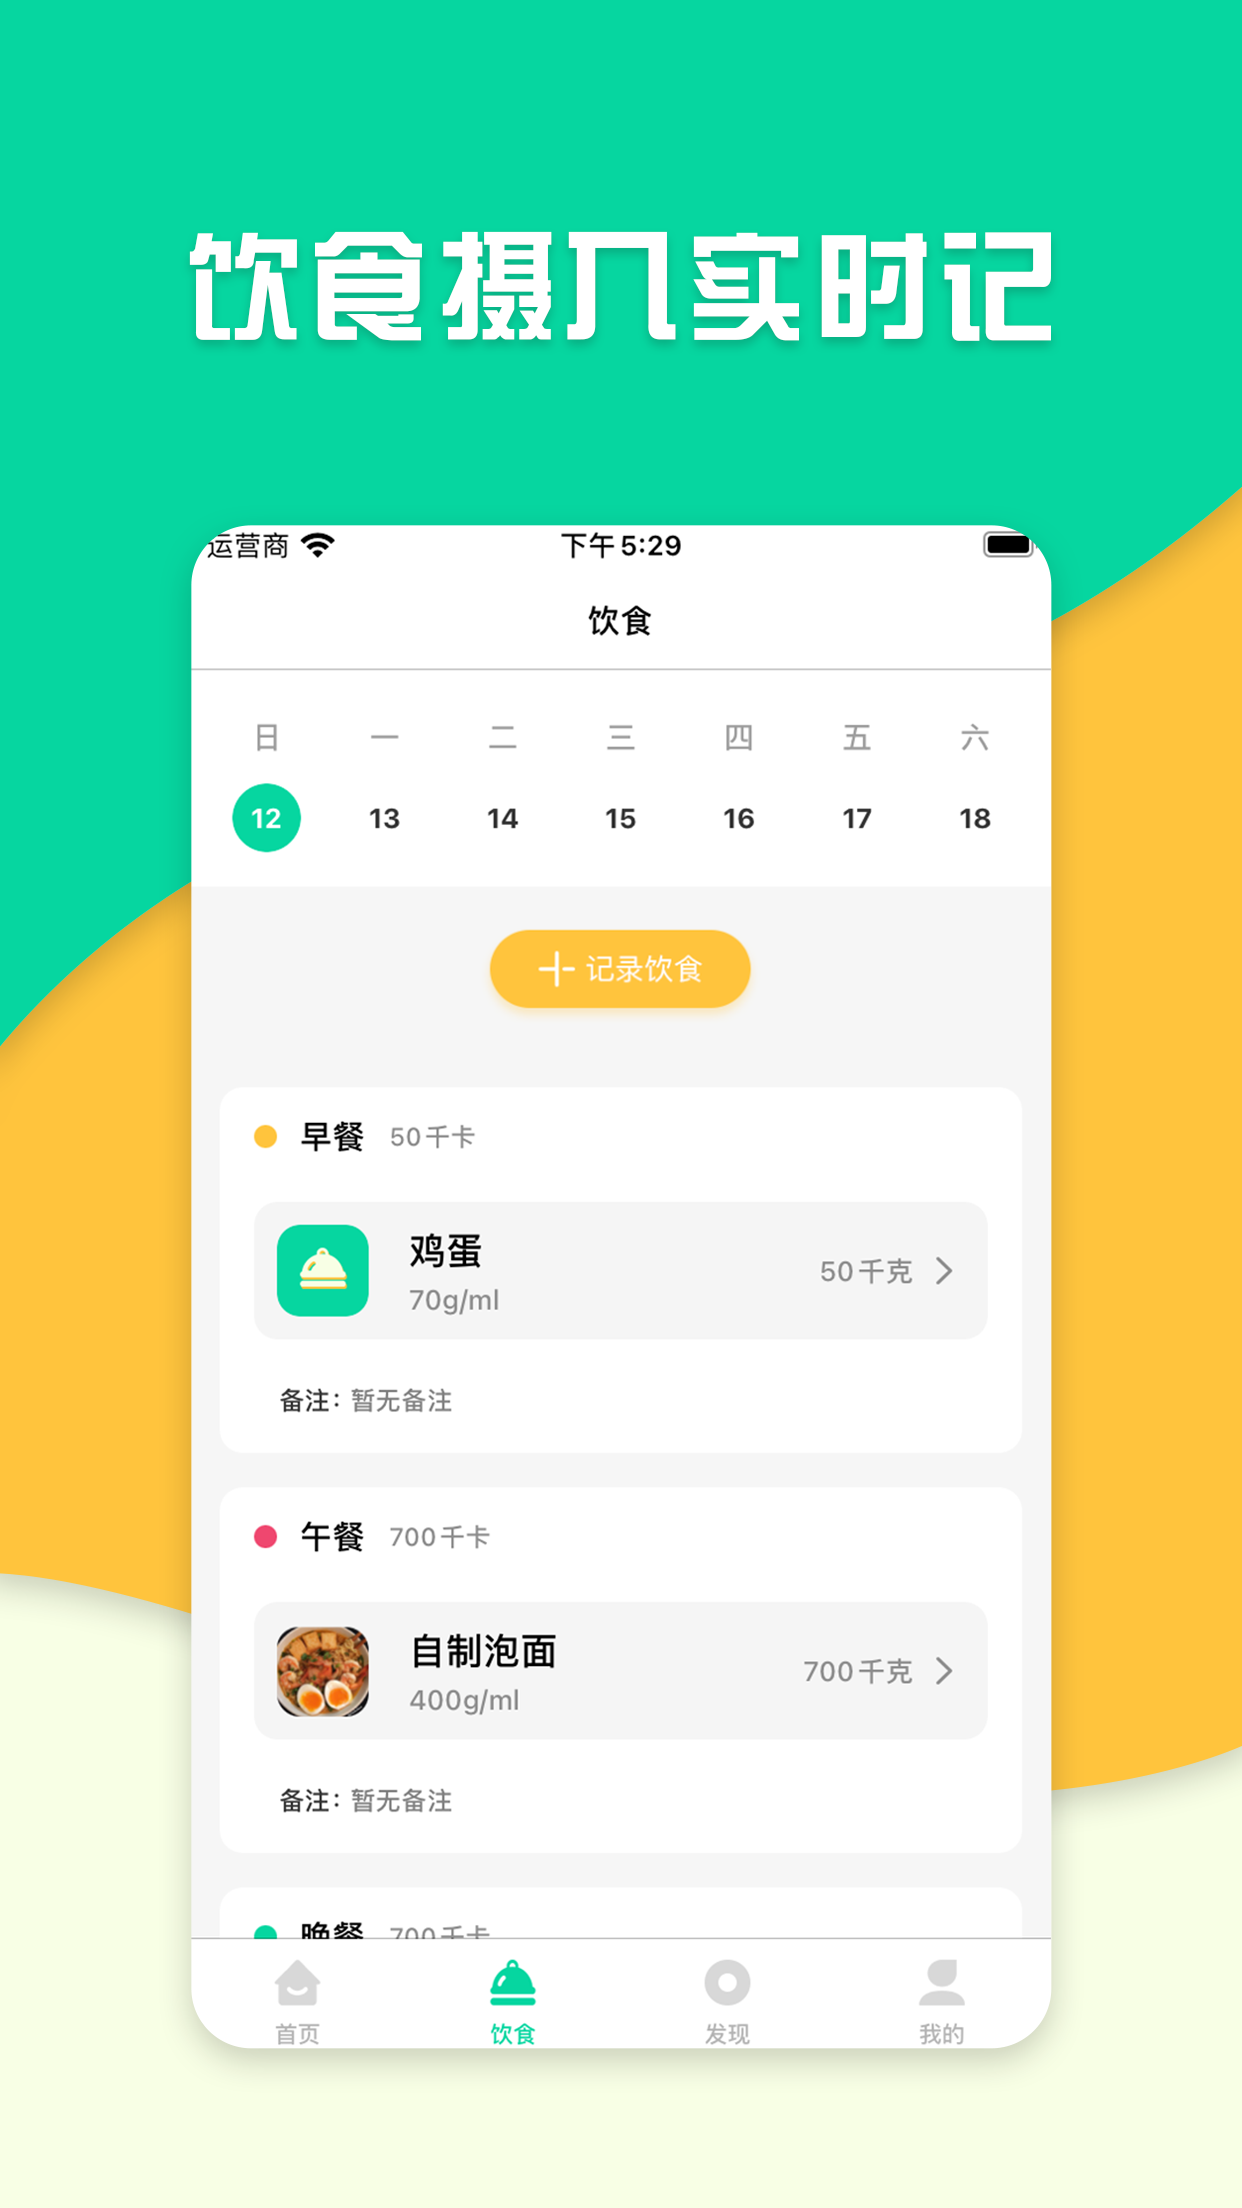 饮食摄入实时记
运营商 下午5:29
饮食
日 一 二 三 四 五 六
12 13 14 15 16 17 18
记录饮食
早餐 50千卡
鸡蛋
70g/ml
50千克
备注：暂无备注
午餐 700千卡
自制泡面
400g/ml
700千克
备注：暂无备注
晚餐 700千卡
首页 饮食 发现 我的